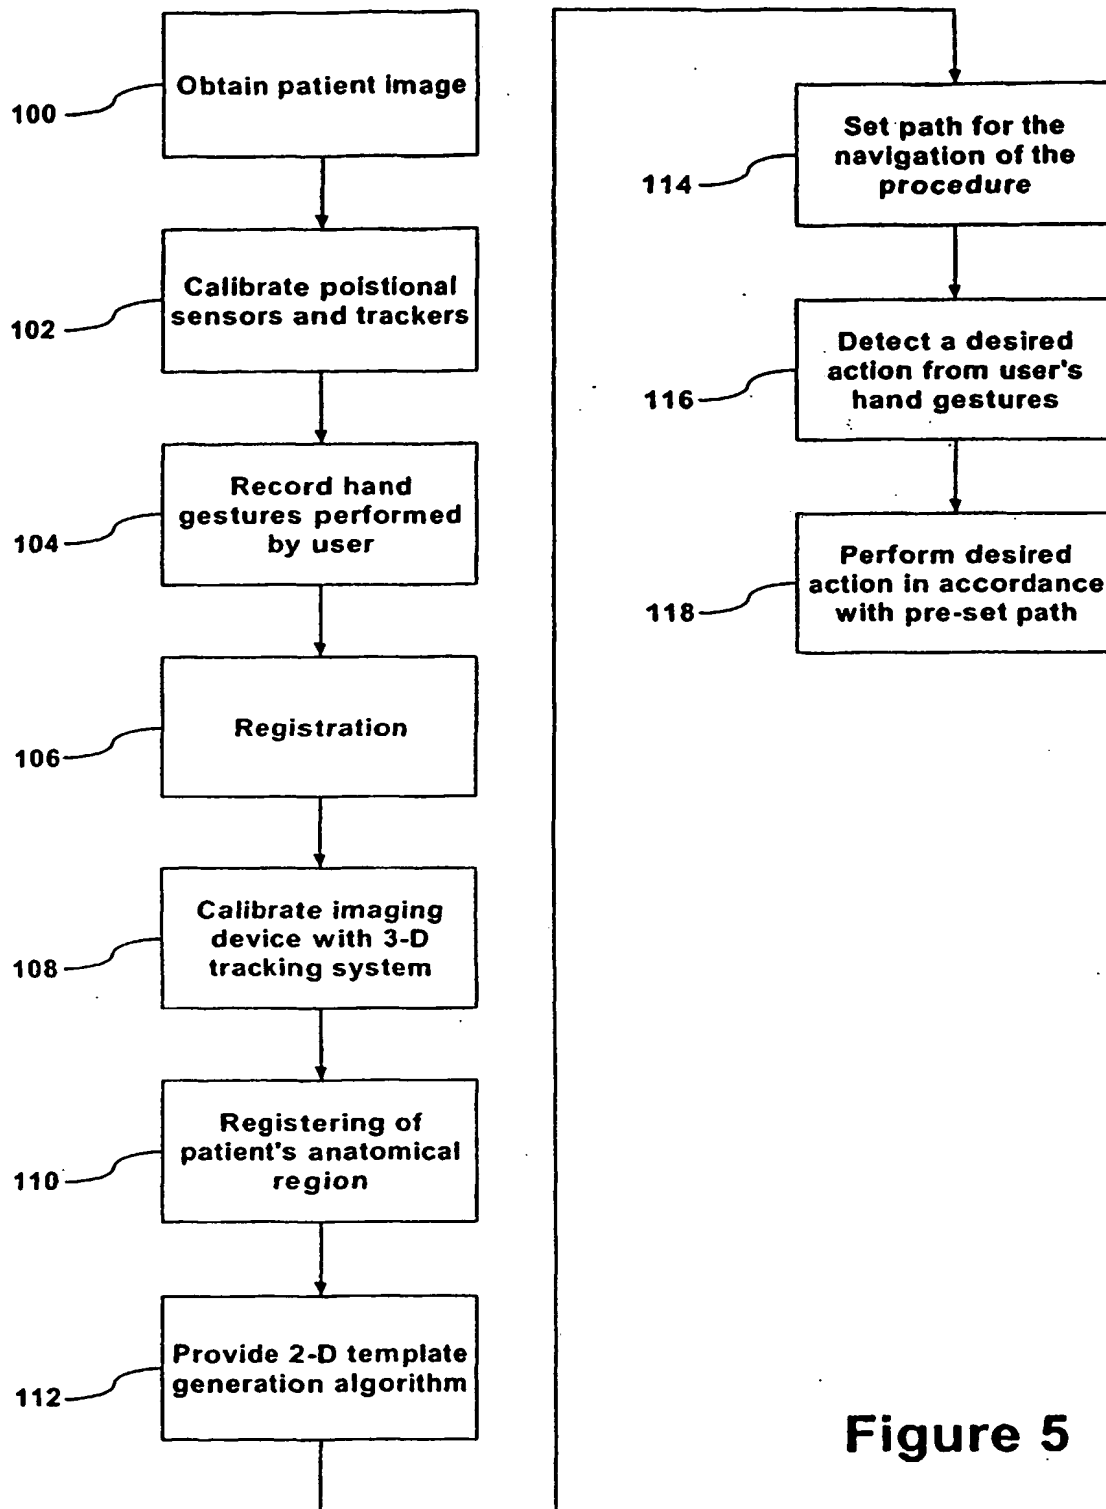 100
Obtain patient image
102
Calibrate poistional
sensors and trackers
104
Record hand
gestures performed
by user
106
Registration
108
Calibrate imaging
device with 3-D
tracking system
110
Registering of
patient's anatomical
region
112
Provide 2-D template
generation algorithm
114
Set path for the
navigation of the
procedure
116
Detect a desired
action from user's
hand gestures
118
Perform desired
action in accordance
with pre-set path
Figure 5